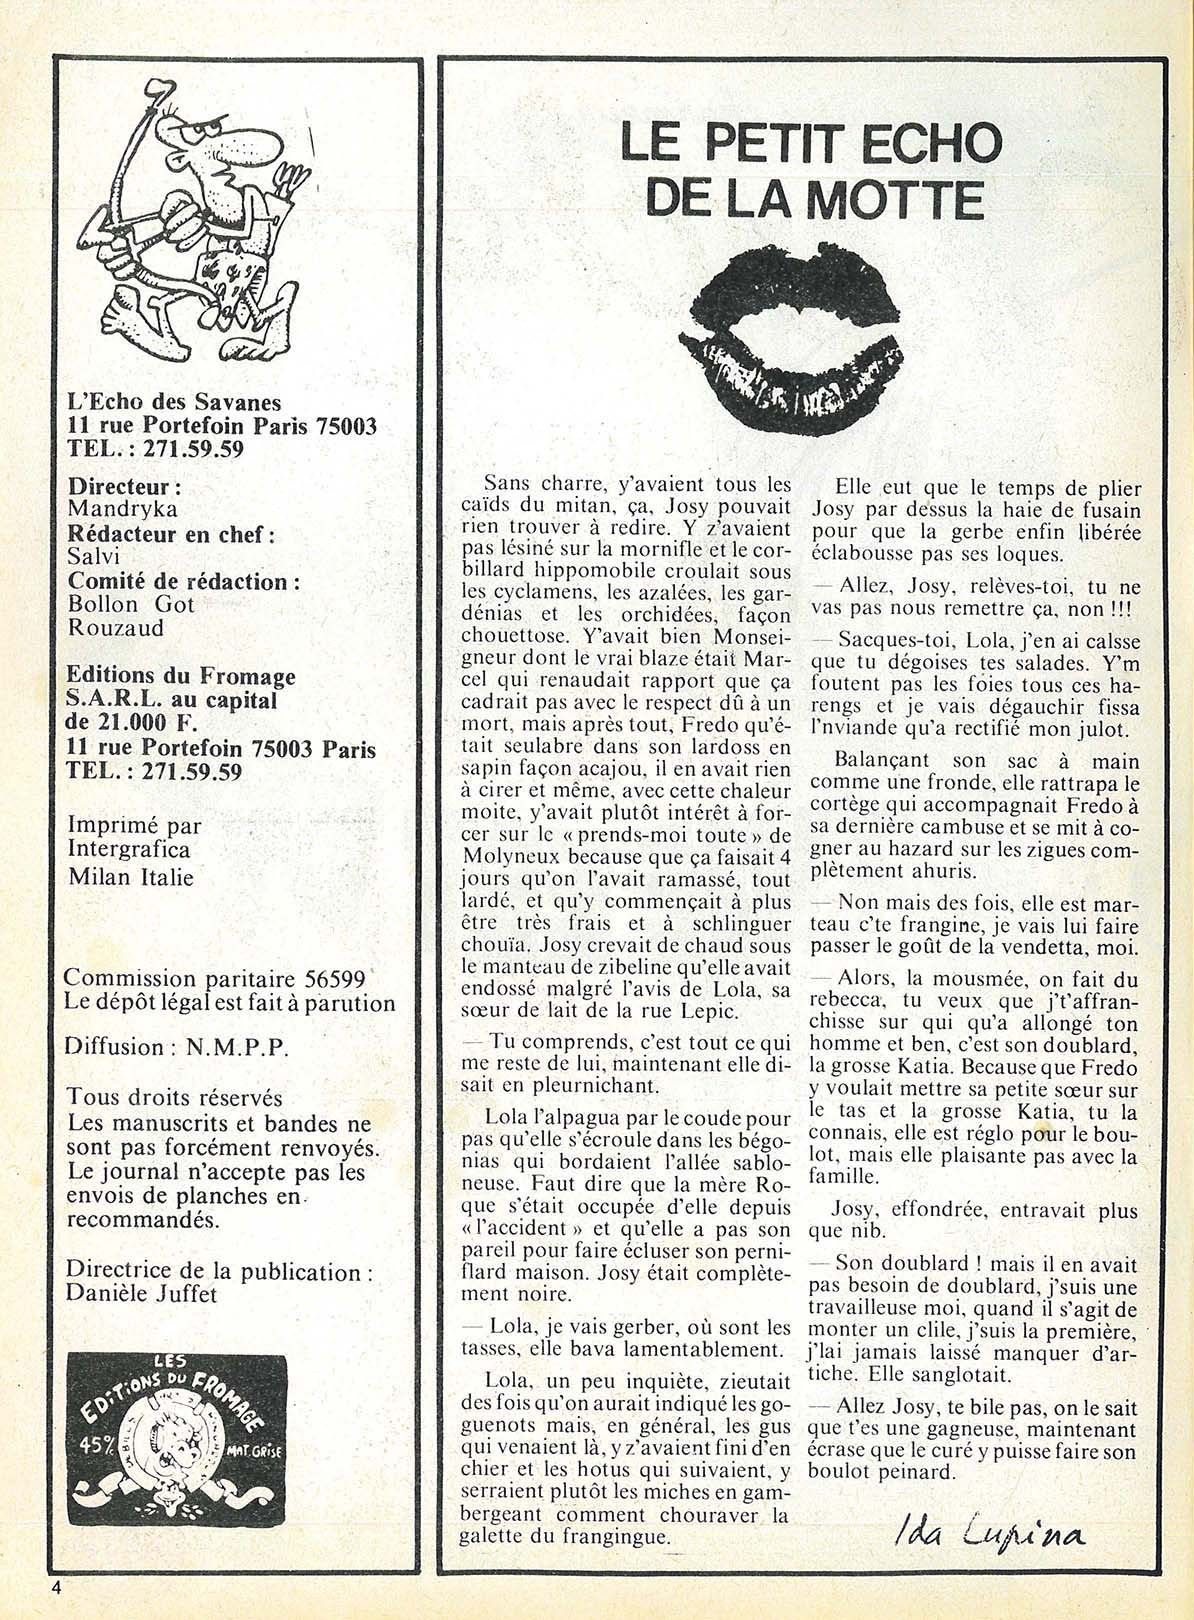 L'Echo des Savanes
11 rue Portefoin Paris 75003
TEL. : 271.59.59
Directeur :
Mandryka
Rédacteur en chef :
Salvi
Comité de rédaction :
Bollon Got
Rouzaud
Editions du Fromage
S.A.R.L. au capital
de 21.000 F.
11 rue Portefoin 75003 Paris
TEL. : 271.59.59
Imprimé par
Intergrafica
Milan Italie
Commission paritaire 56599
Le dépôt légal est fait à parution
Diffusion : N.M.P.P.
Tous droits réservés
Les manuscrits et bandes ne
sont pas forcément renvoyés.
Le journal n'accepte pas les
envois de planches en
recommandés.
Directrice de la publication :
Danièle Juffet
LES
EDITIONS DU FROMAGE
45% MAT. GRISE
4
LE PETIT ECHO
DE LA MOTTE
Sans charre, y'avaient tous les
caïds du mitan, ça, Josy pouvait
rien trouver à redire. Y z'avaient
pas lésiné sur la mornifle et le cor-
billard hippomobile croulait sous
les cyclamens, les azalées, les gar-
dénias et les orchidées, façon
chouettose. Y'avait bien Monsei-
gneur dont le vrai blaze était Mar-
cel qui renaudait rapport que ça
cadrait pas avec le respect dû à un
mort, mais après tout, Fredo qu'é-
tait seulabre dans son lardoss en
sapin façon acajou, il en avait rien
à cirer et même, avec cette chaleur
moite, y'avait plutôt intérêt à for-
cer sur le « prends-moi toute » de
Molyneux because que ça faisait 4
jours qu'on l'avait ramassé, tout
lardé, et qu'y commençait à plus
être très frais et à schlinguer
chouïa. Josy crevait de chaud sous
le manteau de zibeline qu'elle avait
endossé malgré l'avis de Lola, sa
sœur de lait de la rue Lepic.
— Tu comprends, c'est tout ce qui
me reste de lui, maintenant elle di-
sait en pleurnichant.
Lola l'alpagua par le coude pour
pas qu'elle s'écroule dans les bégo-
nias qui bordaient l'allée sablo-
neuse. Faut dire que la mère Ro-
que s'était occupée d'elle depuis
« l'accident » et qu'elle a pas son
pareil pour faire écluser son perni-
flard maison. Josy était complète-
ment noire.
— Lola, je vais gerber, où sont les
tasses, elle bava lamentablement.
Lola, un peu inquiète, zieutait
des fois qu'on aurait indiqué les go-
guenots mais, en général, les gus
qui venaient là, y z'avaient fini d'en
chier et les hotus qui suivaient, y
serraient plutôt les miches en gam-
bergeant comment chouraver la
galette du frangingue.
Elle eut que le temps de plier
Josy par dessus la haie de fusain
pour que la gerbe enfin libérée
éclabousse pas ses loques.
— Allez, Josy, relèves-toi, tu ne
vas pas nous remettre ça, non !!!
— Sacques-toi, Lola, j'en ai calsse
que tu dégoises tes salades. Y'm
foutent pas les foies tous ces ha-
rengs et je vais dégauchir fissa
l'nviande qu'a rectifié mon julot.
Balançant son sac à main
comme une fronde, elle rattrapa le
cortège qui accompagnait Fredo à
sa dernière cambuse et se mit à co-
gner au hazard sur les zigues com-
plètement ahuris.
— Non mais des fois, elle est mar-
teau c'te frangine, je vais lui faire
passer le goût de la vendetta, moi.
— Alors, la mousmée, on fait du
rebecca, tu veux que j't'affran-
chisse sur qui qu'a allongé ton
homme et ben, c'est son doublard,
la grosse Katia. Because que Fredo
y voulait mettre sa petite sœur sur
le tas et la grosse Katia, tu la
connais, elle est réglo pour le bou-
lot, mais elle plaisante pas avec la
famille.
Josy, effondrée, entravait plus
que nib.
— Son doublard ! mais il en avait
pas besoin de doublard, j'suis une
travailleuse moi, quand il s'agit de
monter un clile, j'suis la première,
j'lai jamais laissé manquer d'ar-
tiche. Elle sanglotait.
— Allez Josy, te bile pas, on le sait
que t'es une gagneuse, maintenant
écrase que le curé y puisse faire son
boulot peinard.
Ida Lupina